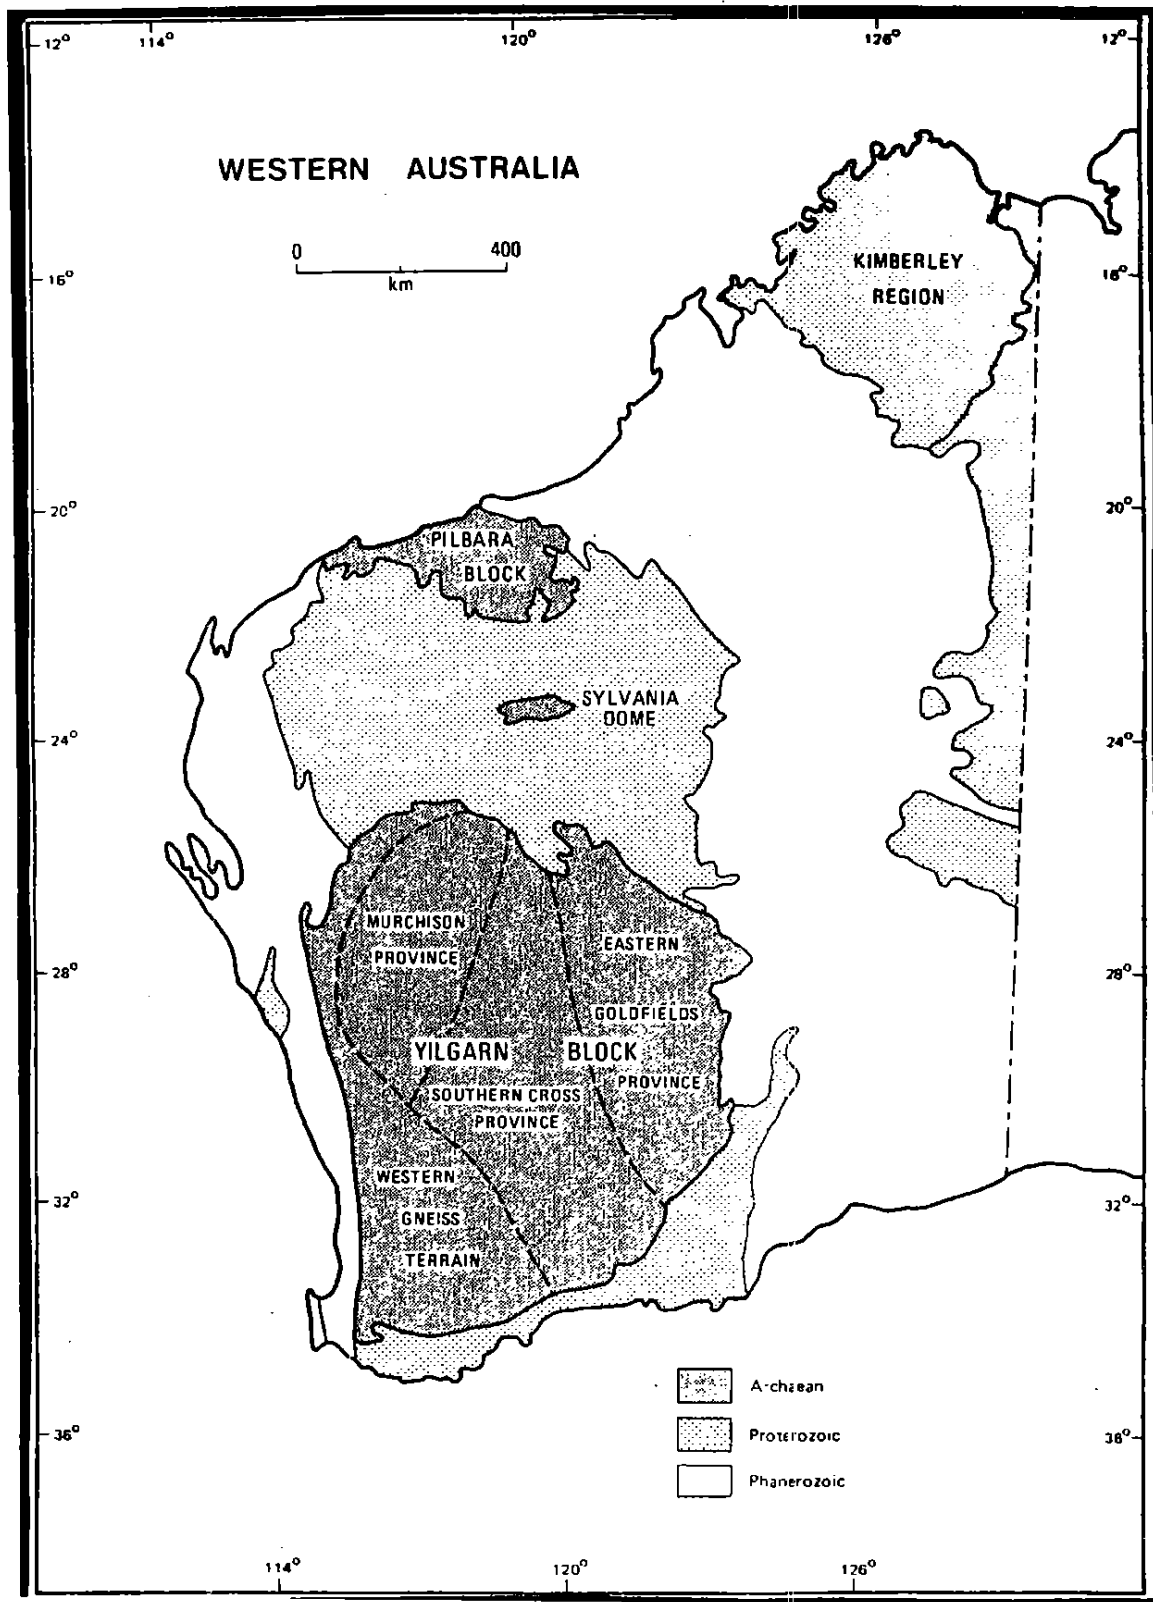 114° 120° 126°
12° 12°
WESTERN AUSTRALIA
0 400
km
KIMBERLEY
REGION
16° 16°
20° 20°
PILBARA
BLOCK
SYLVANIA
DOME
24° 24°
MURCHISON
PROVINCE
EASTERN
GOLDFIELDS
PROVINCE
28° 28°
YILGARN BLOCK
SOUTHERN CROSS
PROVINCE
WESTERN
GNEISS
TERRAIN
32° 32°
Archaean
Proterozoic
Phanerozoic
36° 36°
114° 120° 126°